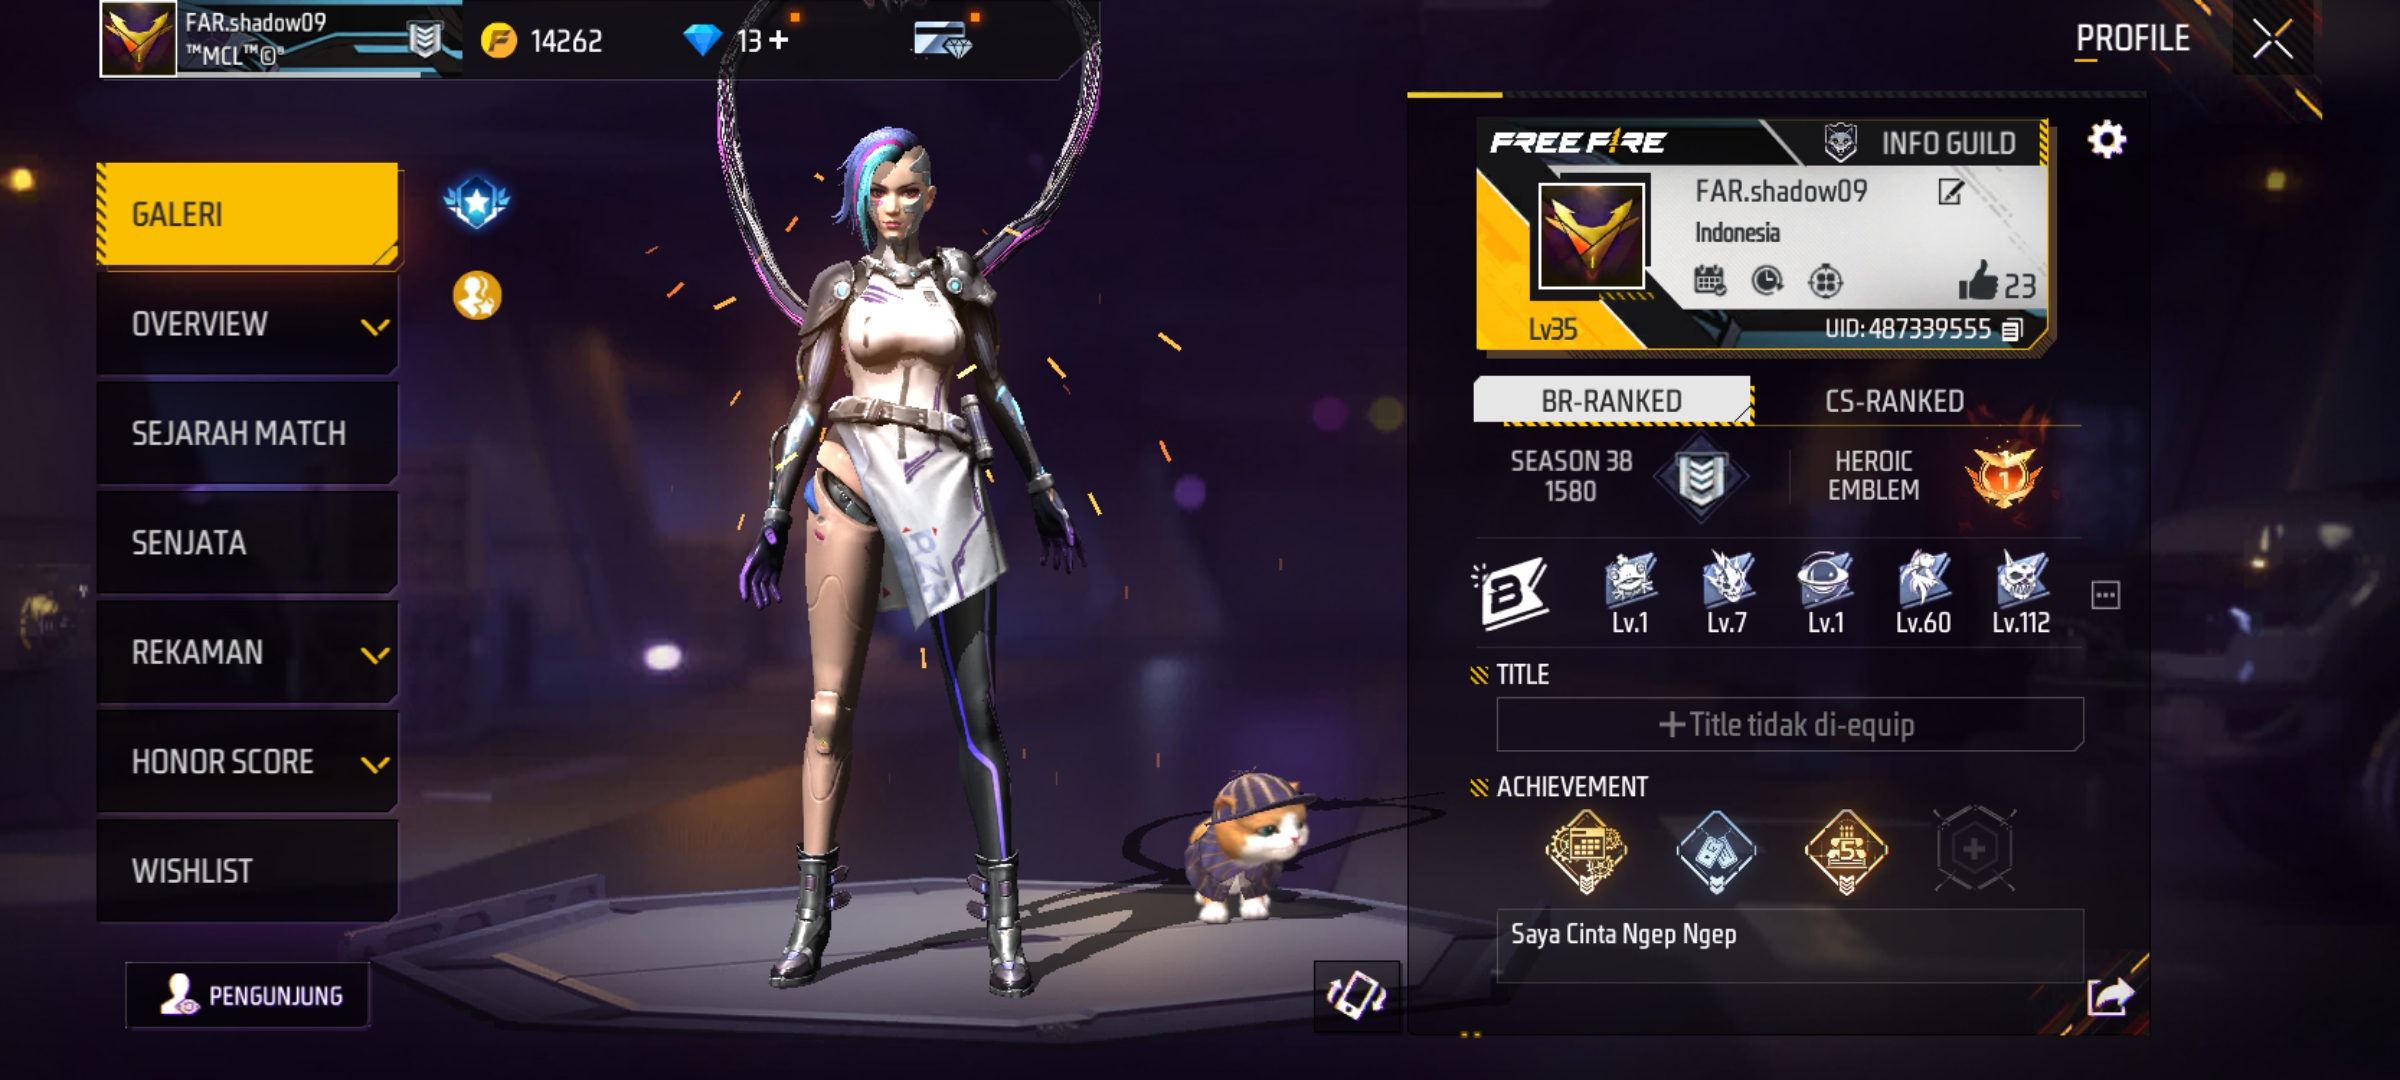 FAR.shadow09
™MCL™©®
14262
13 +
PROFILE
GALERI
OVERVIEW
SEJARAH MATCH
SENJATA
REKAMAN
HONOR SCORE
WISHLIST
PENGUNJUNG
FREE FIRE
INFO GUILD
FAR.shadow09
Indonesia
23
Lv35
UID: 487339555
BR-RANKED
CS-RANKED
SEASON 38
1580
HEROIC
EMBLEM
1
B
Lv.1
Lv.7
Lv.1
Lv.60
Lv.112
TITLE
+Title tidak di-equip
ACHIEVEMENT
5
Saya Cinta Ngep Ngep